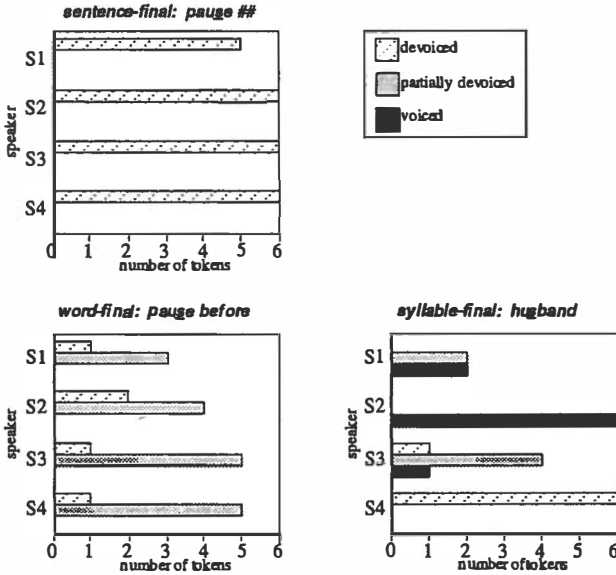 sentence-final: pause ##
S1
S2
S3
S4
speaker
0 1 2 3 4 5 6
number of tokens
devoiced
partially devoiced
voiced
word-final: pause before
S1
S2
S3
S4
speaker
0 1 2 3 4 5 6
number of tokens
syllable-final: husband
S1
S2
S3
S4
speaker
0 1 2 3 4 5 6
number of tokens